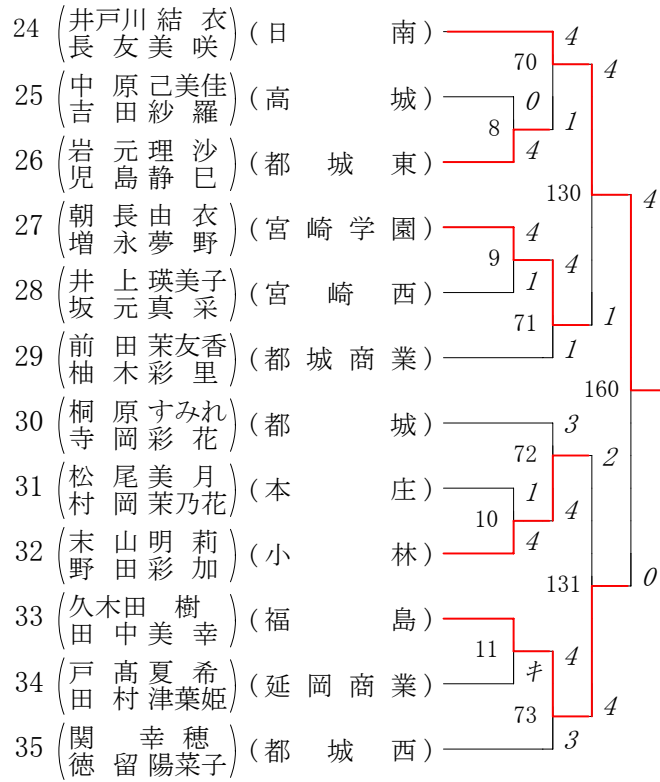 24 (井戸川 結 衣 長 友 美 咲) (日 南) 4
70 4
25 (中 原 己美佳 吉 田 紗 羅) (高 城) 0
8 1
26 (岩 元 理 沙 児 島 静 巳) (都 城 東) 4
130 4
27 (朝 長 由 衣 増 永 夢 野) (宮 崎 学 園) 4
9 4
28 (井 上 瑛美子 坂 元 真 采) (宮 崎 西) 1
71 1
29 (前 田 茉友香 柚 木 彩 里) (都 城 商 業) 1
160
30 (桐 原 すみれ 寺 岡 彩 花) (都 城) 3
72 2
31 (松 尾 美 月 村 岡 茉乃花) (本 庄) 1
10 4
32 (末 山 明 莉 野 田 彩 加) (小 林) 4
131 0
33 (久木田 樹 田 中 美 幸) (福 島)
11 4
34 (戸 髙 夏 希 田 村 津葉姫) (延 岡 商 業) キ
73 4
35 (関 幸 穂 徳 留 陽菜子) (都 城 西) 3